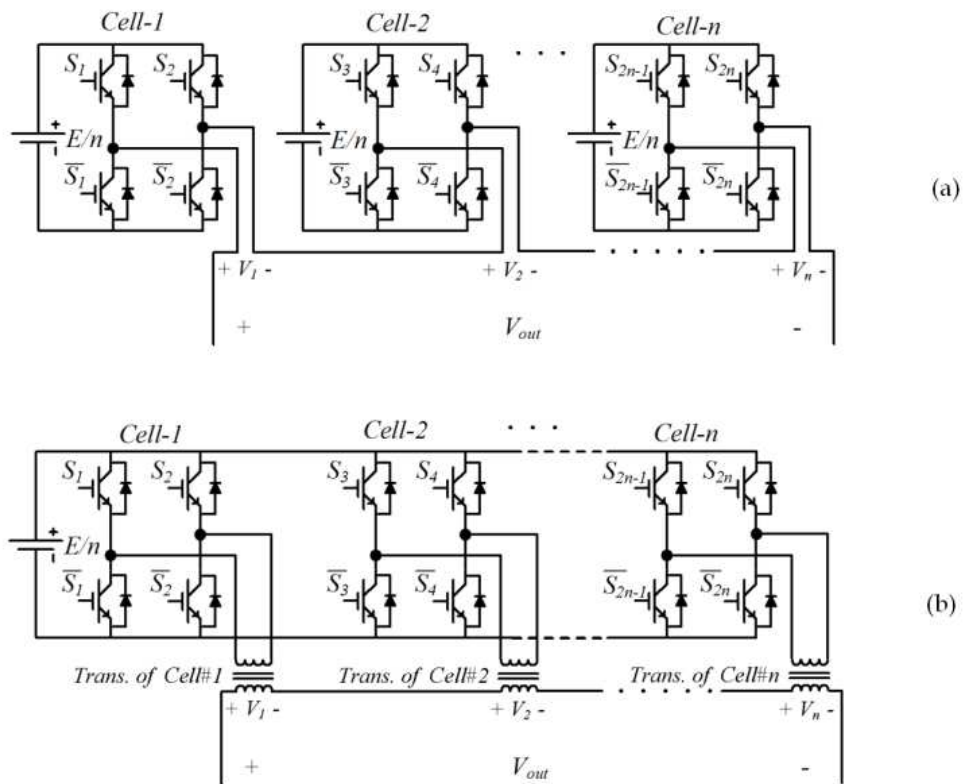 Cell-1 Cell-2 . . . Cell-n
S1 S2 S3 S4 S2n-1 S2n
+ E/n - + E/n - + E/n -
S̅1 S̅2 S̅3 S̅4 S̅2n-1 S̅2n
(a)
+ V1 - + V2 - . . . . . . + Vn -
+ Vout -
Cell-1 Cell-2 . . . Cell-n
S1 S2 S3 S4 S2n-1 S2n
+ E/n -
S̅1 S̅2 S̅3 S̅4 S̅2n-1 S̅2n
(b)
Trans. of Cell#1 Trans. of Cell#2 Trans. of Cell#n
+ V1 - + V2 - . . . . . . + Vn -
+ Vout -